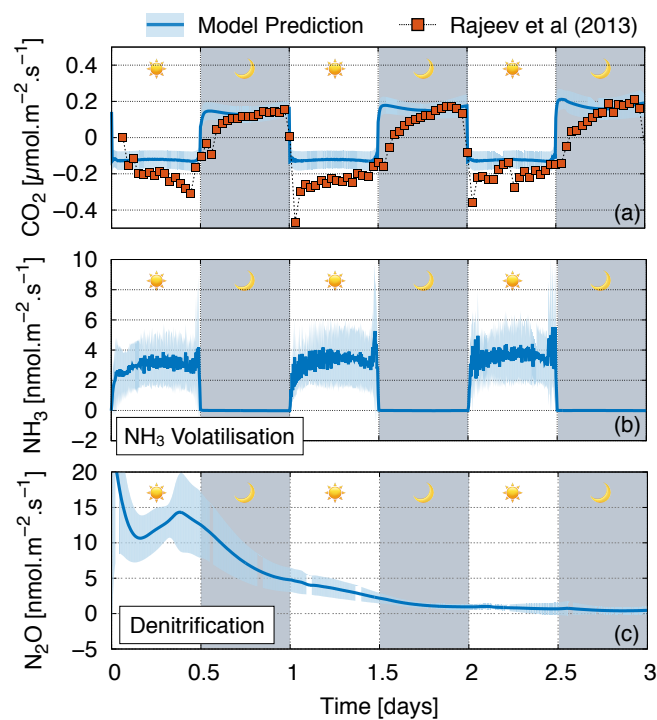 Model Prediction
Rajeev et al (2013)
CO₂ [µmol.m⁻².s⁻¹]
0.4
0.2
0
−0.2
−0.4
(a)
NH₃ [nmol.m⁻².s⁻¹]
10
8
6
4
2
0
−2
NH₃ Volatilisation
(b)
N₂O [nmol.m⁻².s⁻¹]
20
15
10
5
0
−5
Denitrification
(c)
0 0.5 1 1.5 2 2.5 3
Time [days]